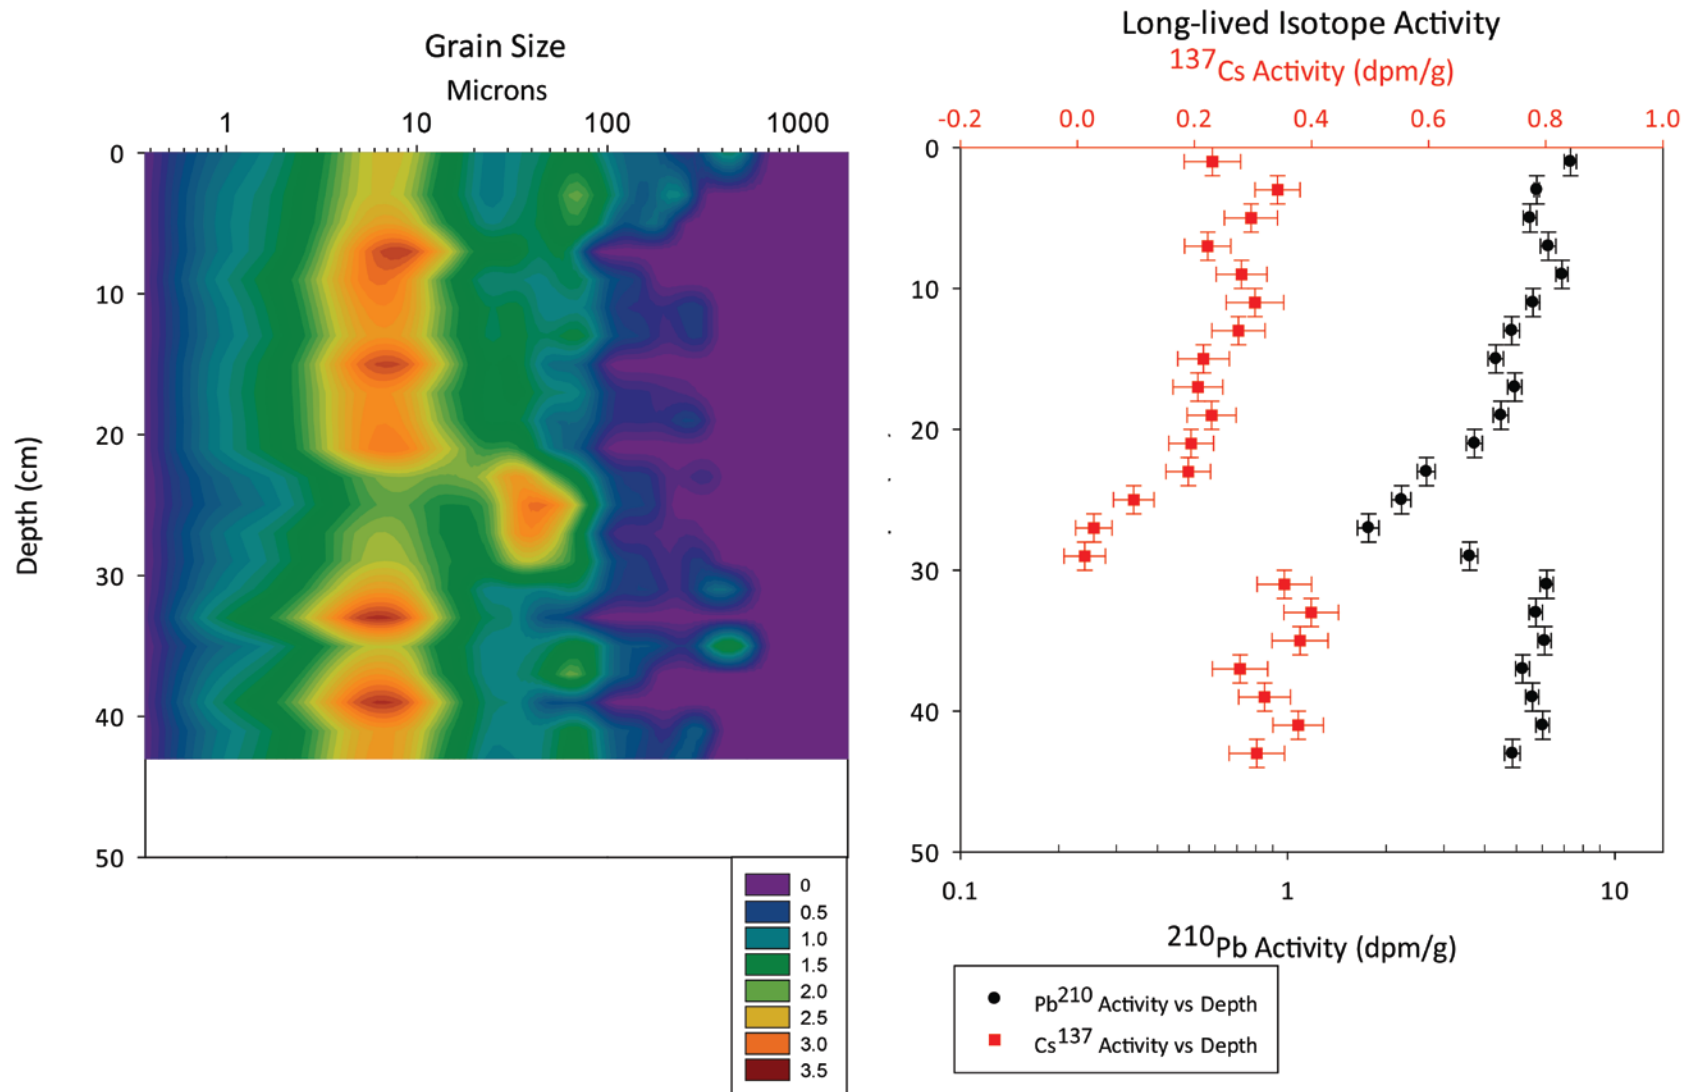 Grain Size
Microns
1 10 100 1000
0
10
20
30
40
50
Depth (cm)
0
0.5
1.0
1.5
2.0
2.5
3.0
3.5
Long-lived Isotope Activity
137Cs Activity (dpm/g)
-0.2 0.0 0.2 0.4 0.6 0.8 1.0
0
10
20
30
40
50
0.1 1 10
210Pb Activity (dpm/g)
Pb210 Activity vs Depth
Cs137 Activity vs Depth